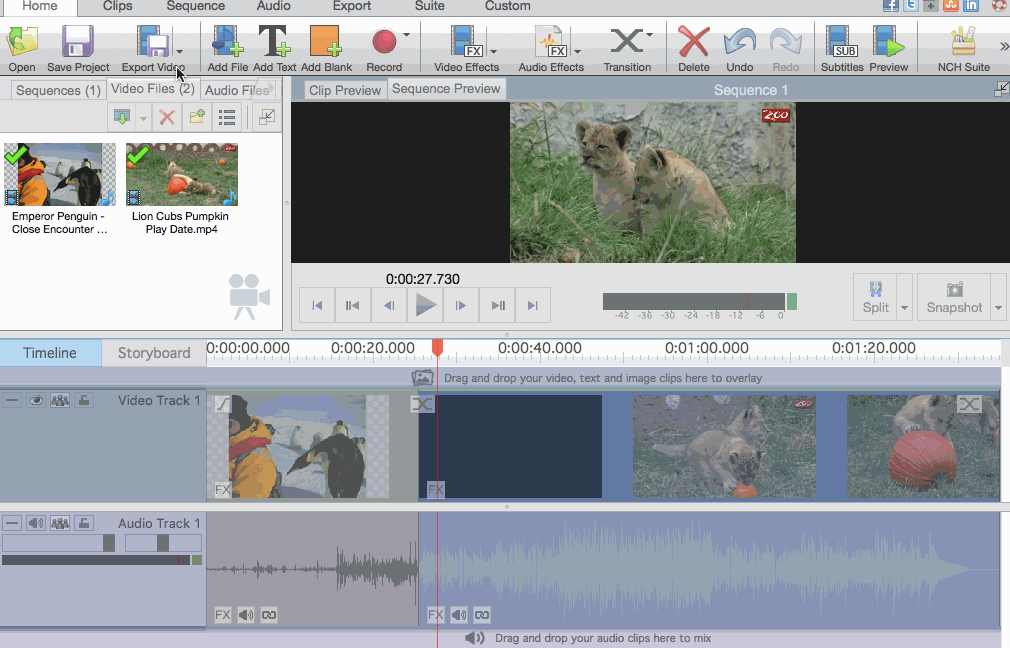 Home Clips Sequence Audio Export Suite Custom
Open Save Project Export Video Add File Add Text Add Blank Record Video Effects Audio Effects Transition Delete Undo Redo Subtitles Preview NCH Suite
FX FX SUB
Sequences (1) Video Files (2) Audio Files
Clip Preview Sequence Preview Sequence 1
ZOO
Emperor Penguin -
Close Encounter ...
Lion Cubs Pumpkin
Play Date.mp4
0:00:27.730
-42 -36 -30 -24 -18 -12 -6 0
Split Snapshot
Timeline Storyboard 0:00:00.000 0:00:20.000 0:00:40.000 0:01:00.000 0:01:20.000
Drag and drop your video, text and image clips here to overlay
Video Track 1
ZOO
FX FX
Audio Track 1
FX FX
Drag and drop your audio clips here to mix